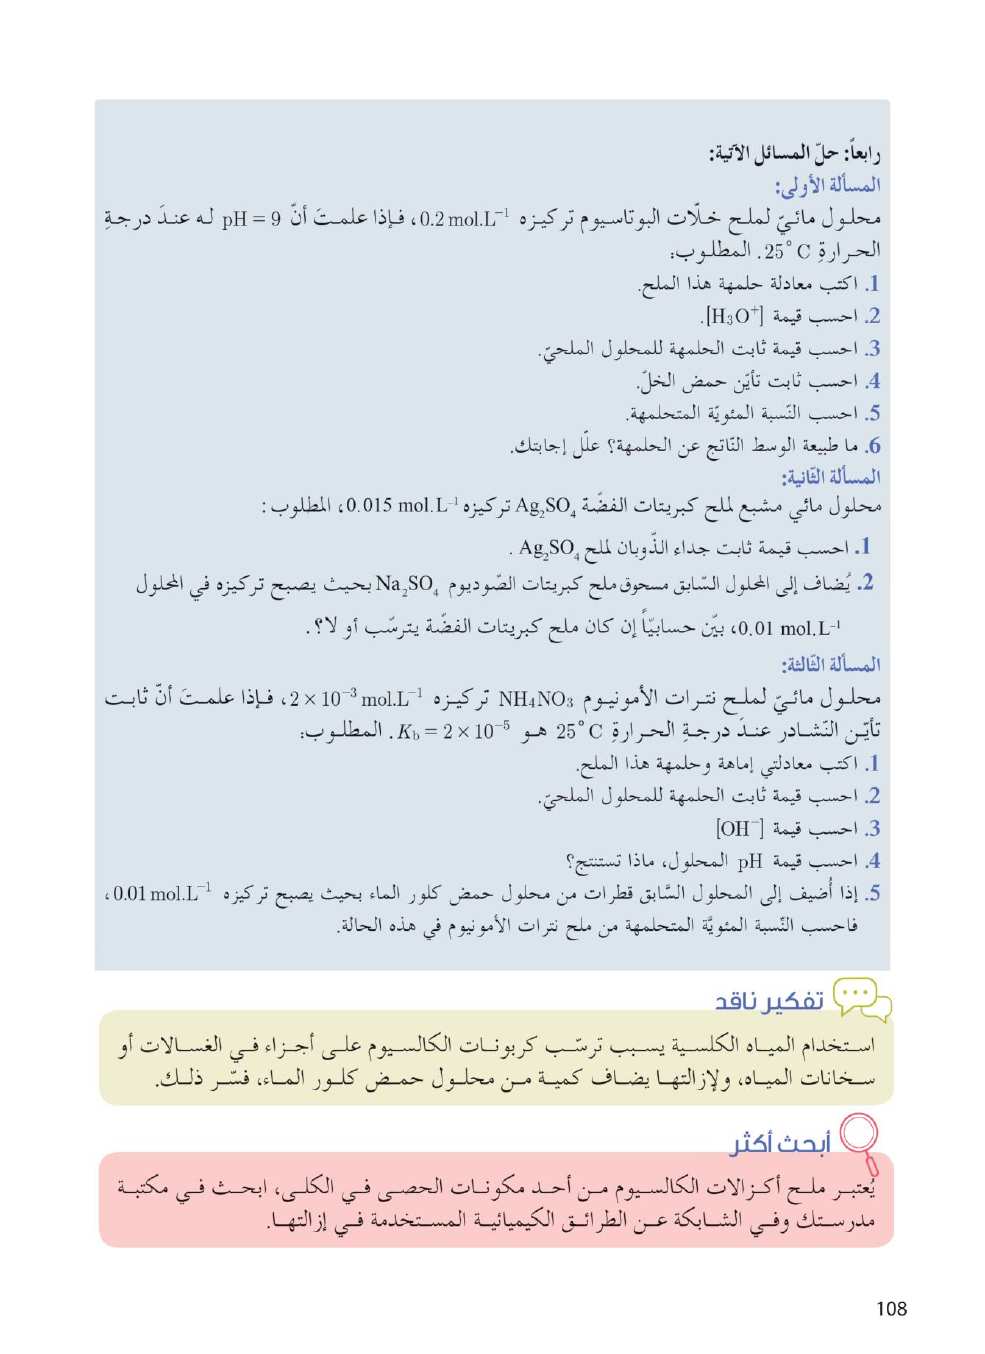 رابعاً: حلّ المسائل الآتية:
المسألة الأولى:
محلول مائيّ لملح خلّات البوتاسيوم تركيزه 0.2 mol.L⁻¹، فإذا علمتَ أنّ pH = 9 له عندَ درجةِ
الحرارةِ 25°C. المطلوب:
1. اكتب معادلة حلمهة هذا الملح.
2. احسب قيمة [H₃O⁺].
3. احسب قيمة ثابت الحلمهة للمحلول الملحيّ.
4. احسب ثابت تأيّن حمض الخلّ.
5. احسب النّسبة المئويّة المتحلمهة.
6. ما طبيعة الوسط النّاتج عن الحلمهة؟ علّل إجابتك.
المسألة الثّانية:
محلول مائي مشبع لملح كبريتات الفضّة Ag₂SO₄ تركيزه 0.015 mol.L⁻¹، المطلوب :
1. احسب قيمة ثابت جداء الذّوبان لملح Ag₂SO₄ .
2. يُضاف إلى المحلول السّابق مسحوق ملح كبريتات الصّوديوم Na₂SO₄ بحيث يصبح تركيزه في المحلول
0.01 mol.L⁻¹، بيّن حسابيّاً إن كان ملح كبريتات الفضّة يترسّب أو لا؟ .
المسألة الثّالثة:
محلول مائيّ لملح نترات الأمونيوم NH₄NO₃ تركيزه 2 × 10⁻³ mol.L⁻¹، فإذا علمتَ أنّ ثابت
تأيّن النّشادر عندَ درجةِ الحرارةِ 25°C هو K_b = 2 × 10⁻⁵. المطلوب:
1. اكتب معادلتي إماهة وحلمهة هذا الملح.
2. احسب قيمة ثابت الحلمهة للمحلول الملحيّ.
3. احسب قيمة [OH⁻]
4. احسب قيمة pH المحلول، ماذا تستنتج؟
5. إذا أُضيف إلى المحلول السَّابق قطرات من محلول حمض كلور الماء بحيث يصبح تركيزه 0.01 mol.L⁻¹،
فاحسب النّسبة المئويَّة المتحلمهة من ملح نترات الأمونيوم في هذه الحالة.
تفكير ناقد
استخدام المياه الكلسية يسبب ترسّب كربونات الكالسيوم على أجزاء في الغسالات أو
سخانات المياه، ولإزالتها يضاف كمية من محلول حمض كلور الماء، فسّر ذلك.
أبحث أكثر
يُعتبر ملح أكزالات الكالسيوم من أحد مكونات الحصى في الكلى، ابحث في مكتبة
مدرستك وفي الشابكة عن الطرائق الكيميائية المستخدمة في إزالتها.
108